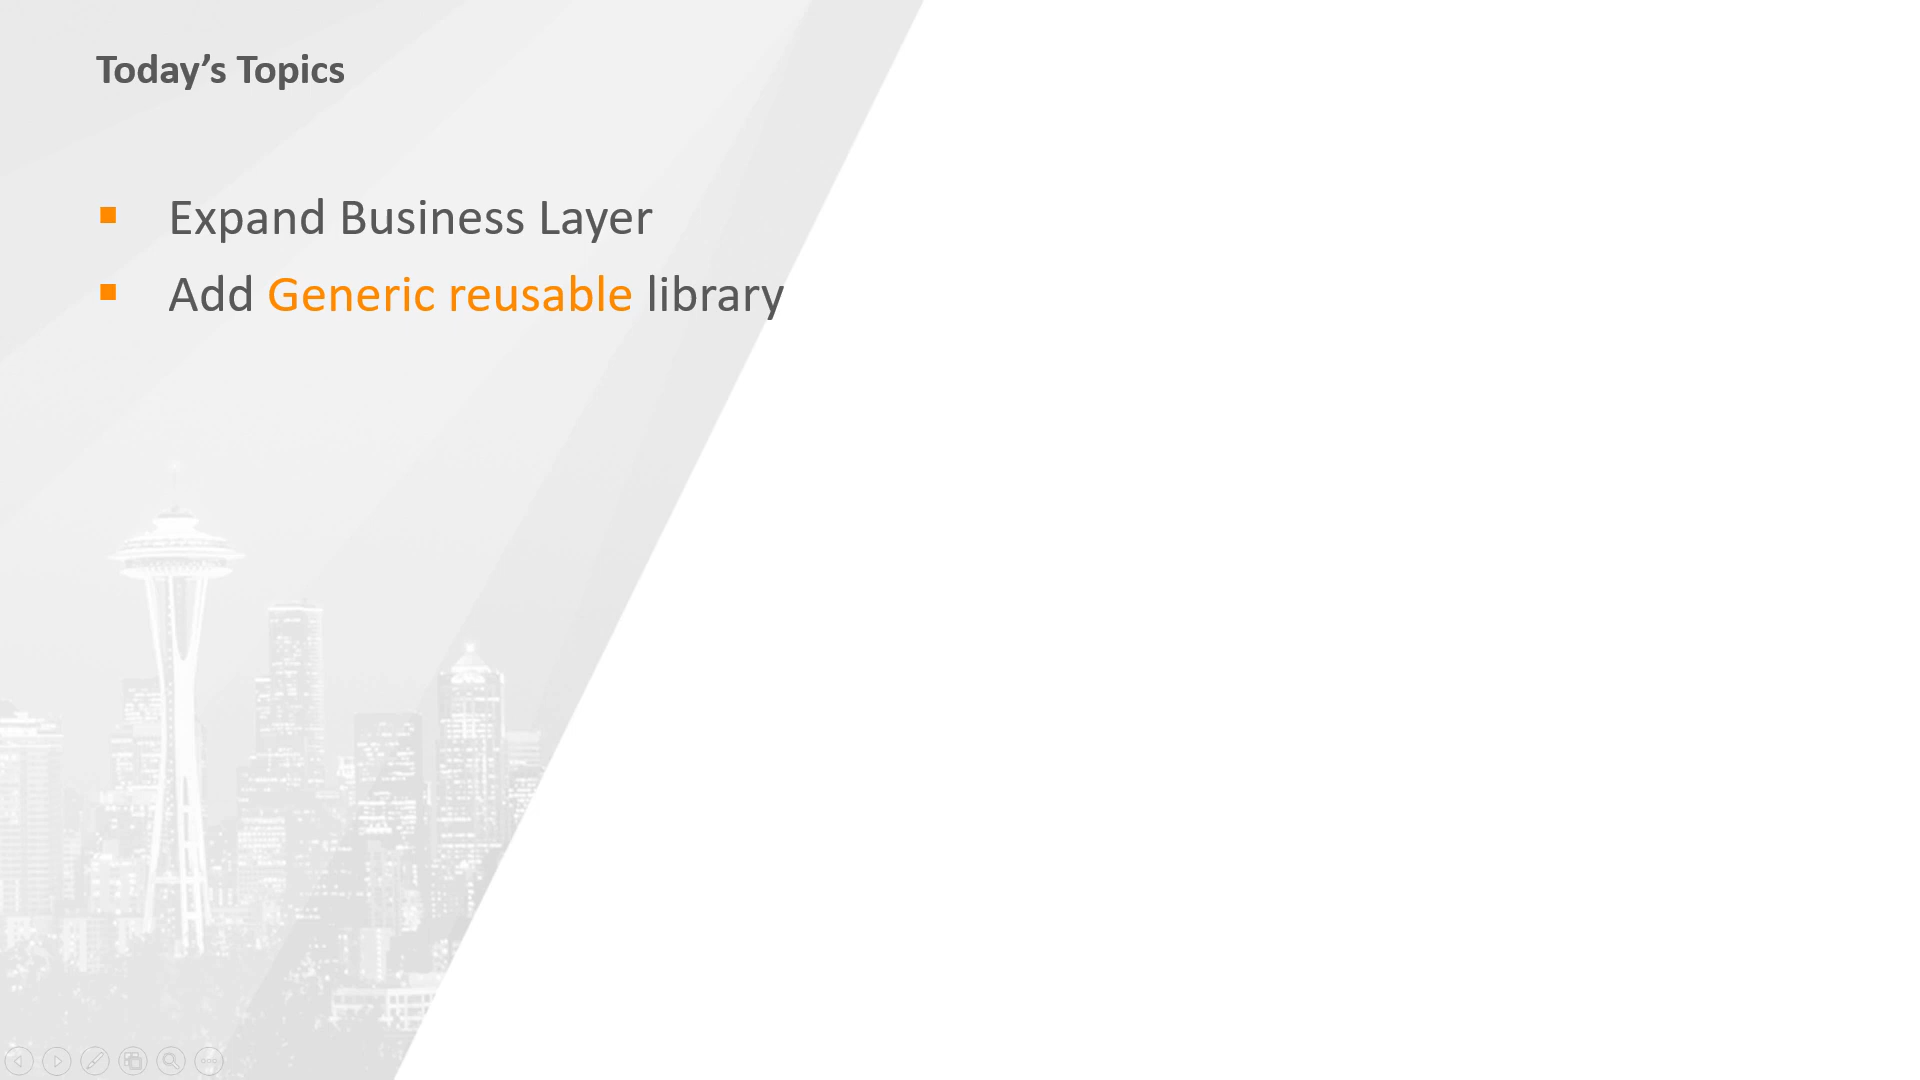 Today’s Topics
Expand Business Layer
Add Generic reusable library